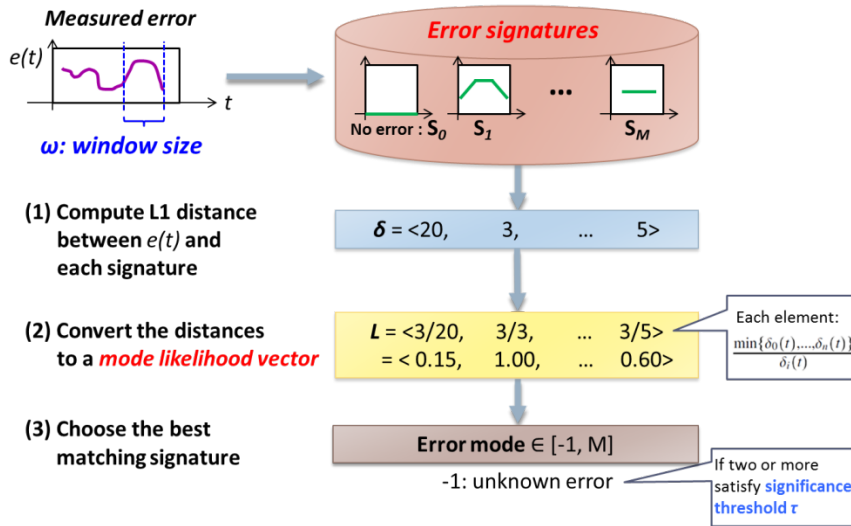 Measured error
e(t)
t
ω: window size
Error signatures
No error : S0
S1
...
SM
(1) Compute L1 distance
between e(t) and
each signature
δ = <20, 3, ... 5>
(2) Convert the distances
to a mode likelihood vector
L = <3/20, 3/3, ... 3/5>
= < 0.15, 1.00, ... 0.60>
Each element:
min{δ0(t),...,δn(t)}
δi(t)
(3) Choose the best
matching signature
Error mode ∈ [-1, M]
-1: unknown error
If two or more
satisfy significance
threshold τ